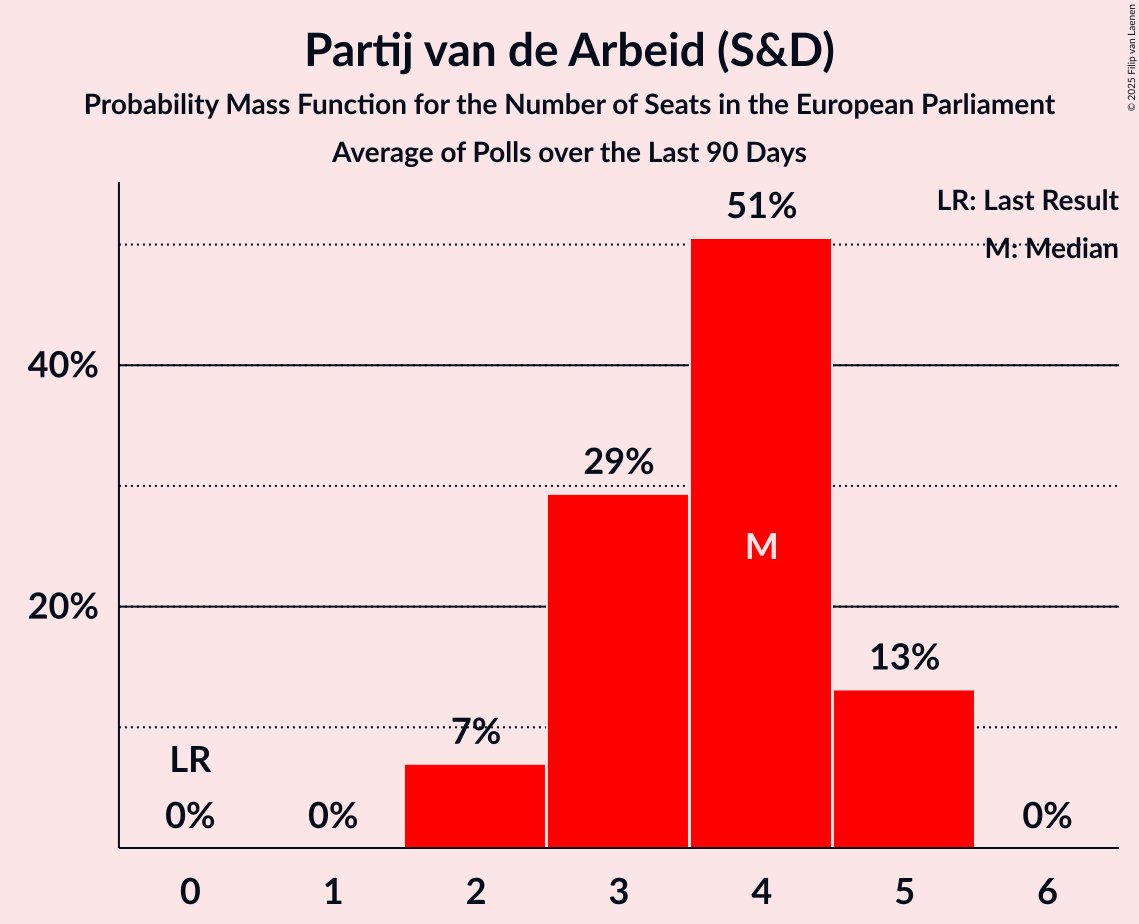 Partij van de Arbeid (S&D)
Probability Mass Function for the Number of Seats in the European Parliament
Average of Polls over the Last 90 Days
© 2025 Filip van Laenen
LR: Last Result
M: Median
51%
40%
29%
M
20%
13%
7%
LR
0%
0%
0%
0 1 2 3 4 5 6